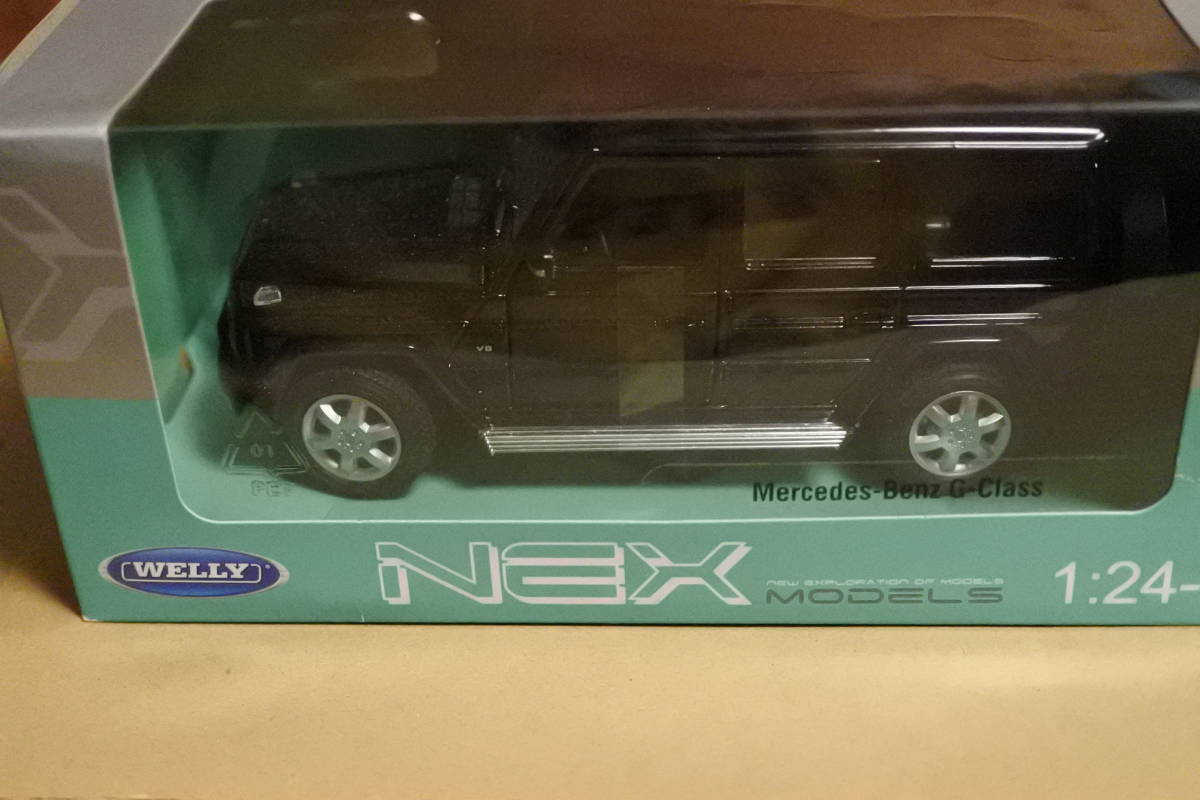 V8
01
PET
Mercedes-Benz G-Class
WELLY
NEX
NEW EXPLORATION OF MODELS
MODELS
1:24-